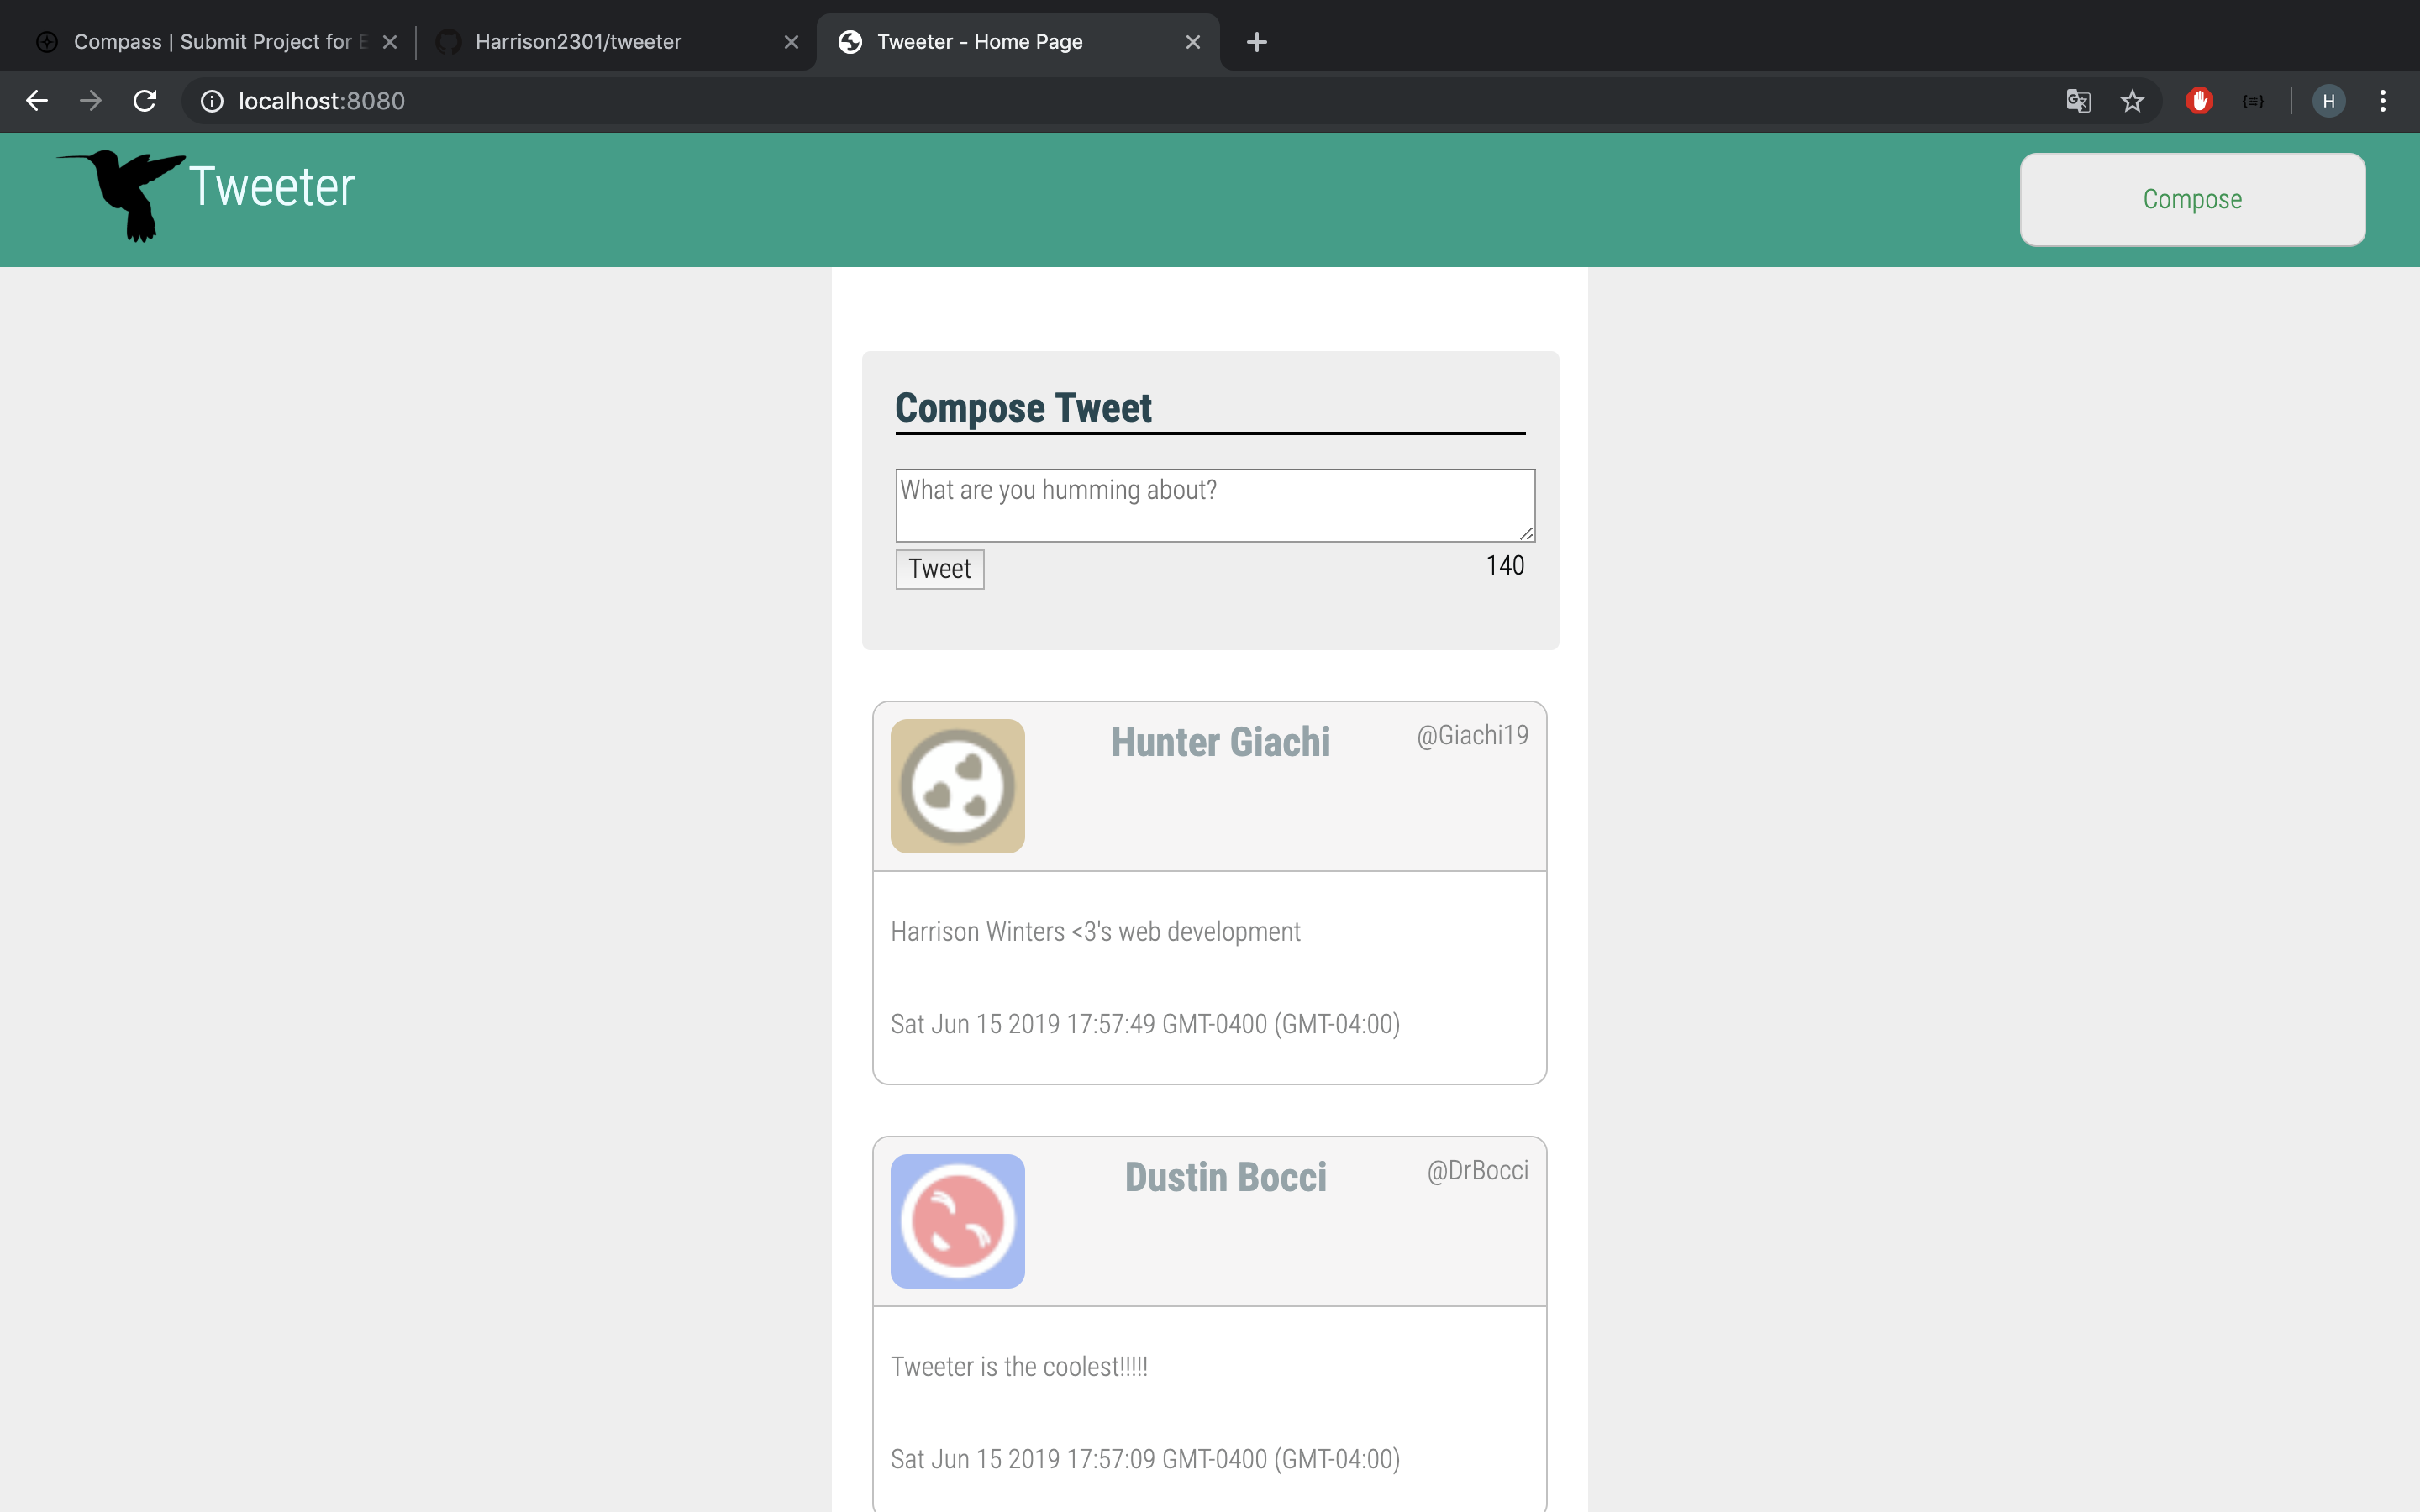 Compass | Submit Project for E
Harrison2301/tweeter
Tweeter - Home Page
localhost:8080
H
Tweeter
Compose
Compose Tweet
What are you humming about?
Tweet
140
Hunter Giachi
@Giachi19
Harrison Winters <3's web development
Sat Jun 15 2019 17:57:49 GMT-0400 (GMT-04:00)
Dustin Bocci
@DrBocci
Tweeter is the coolest!!!!!
Sat Jun 15 2019 17:57:09 GMT-0400 (GMT-04:00)